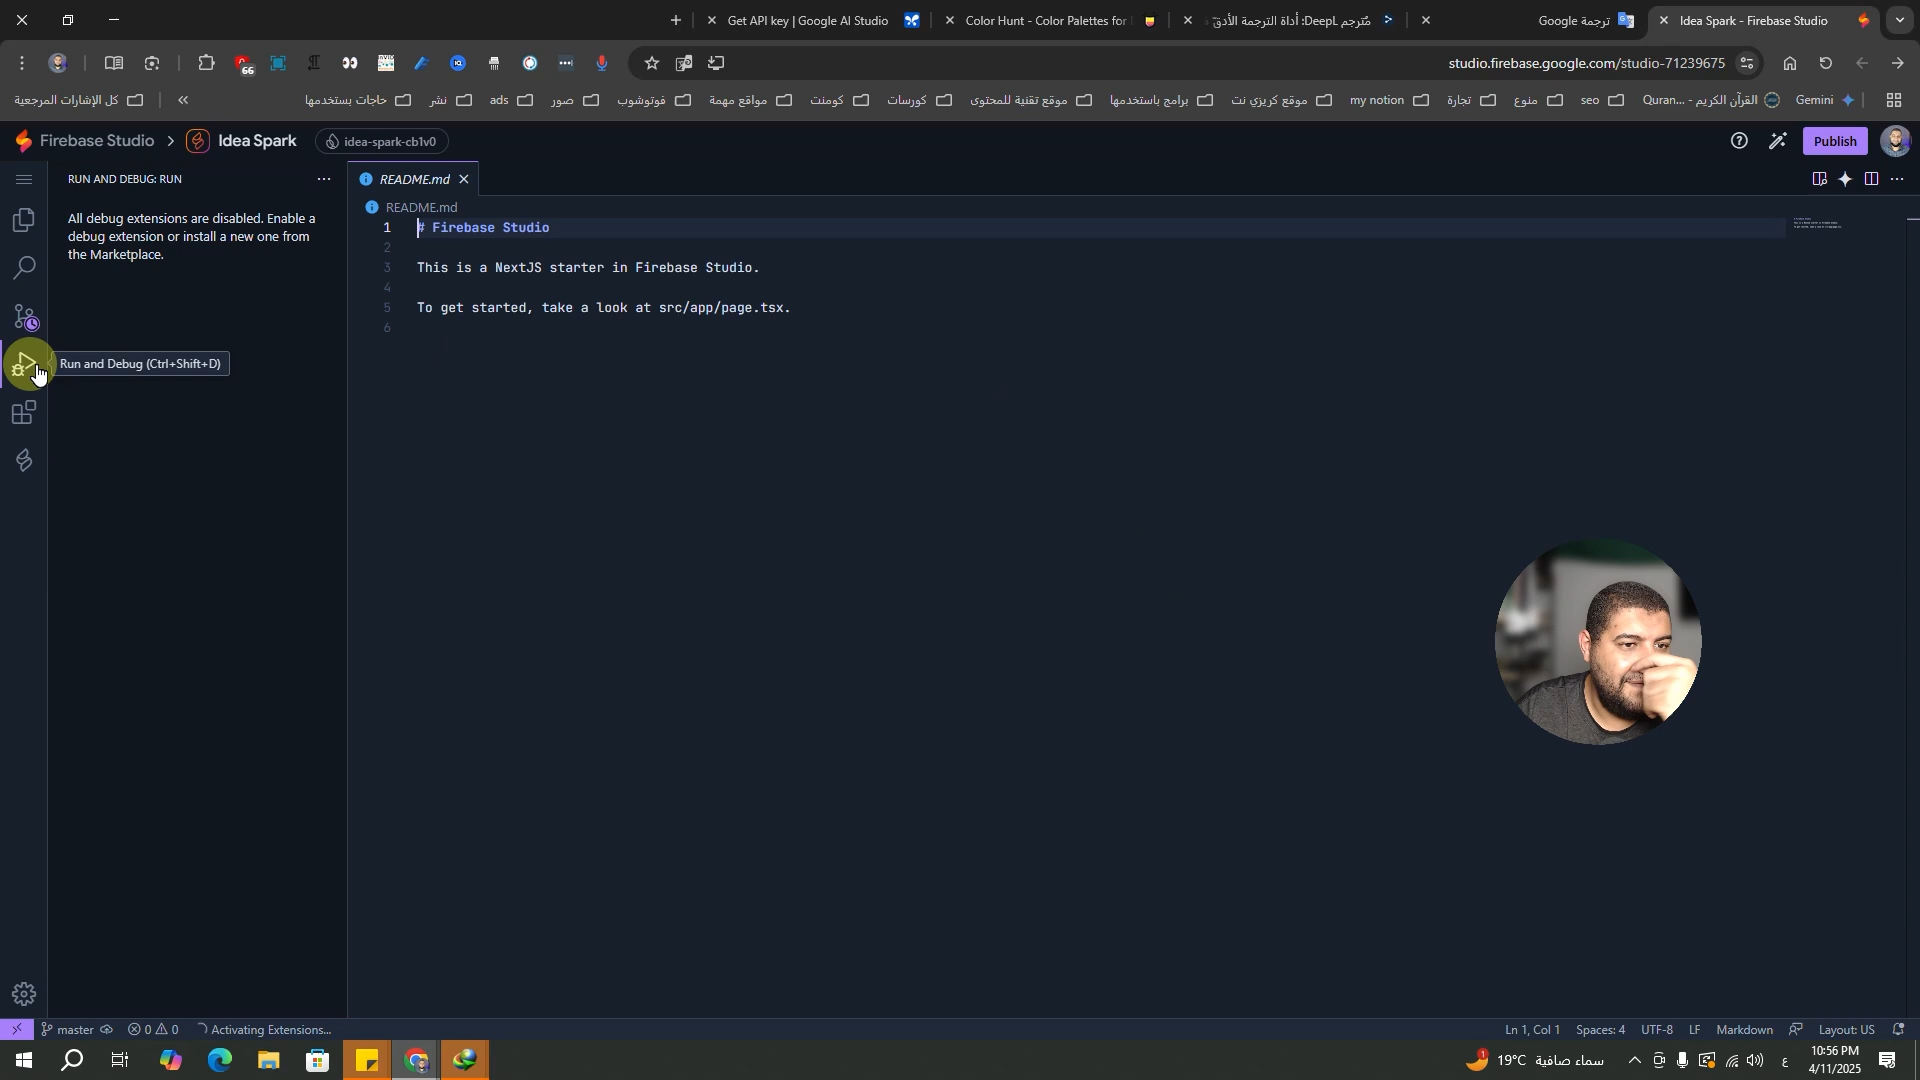 Get API key | Google AI Studio
Color Hunt - Color Palettes for
مُترجم DeepL: أداة الترجمة الأدقّ
ترجمة Google
Idea Spark - Firebase Studio
66
studio.firebase.google.com/studio-71239675
كل الإشارات المرجعية
حاجات بستخدمها
نشر
ads
صور
فوتوشوب
مواقع مهمة
كومنت
كورسات
موقع تقنية للمحتوى
برامج باستخدمها
موقع كريزي نت
my notion
تجارة
منوع
seo
القرآن الكريم - ...Quran
Gemini
Firebase Studio
Idea Spark
idea-spark-cb1v0
Publish
RUN AND DEBUG: RUN
README.md
README.md
All debug extensions are disabled. Enable a
debug extension or install a new one from
the Marketplace.
1 # Firebase Studio
2
3 This is a NextJS starter in Firebase Studio.
4
5 To get started, take a look at src/app/page.tsx.
6
Run and Debug (Ctrl+Shift+D)
master
0
0
Activating Extensions...
Ln 1, Col 1
Spaces: 4
UTF-8
LF
Markdown
Layout: US
1
19°C
سماء صافية
ع
10:56 PM
4/11/2025